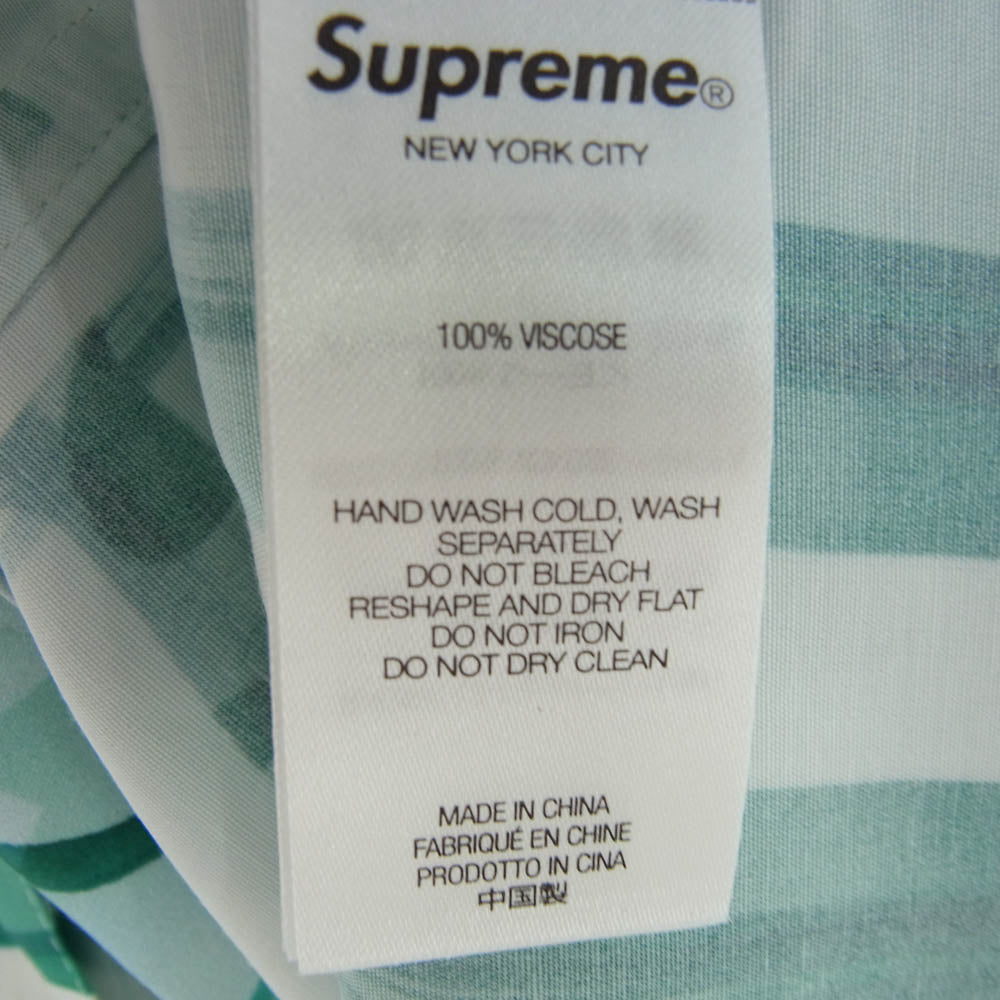 Supreme®
NEW YORK CITY
100% VISCOSE
HAND WASH COLD, WASH
SEPARATELY
DO NOT BLEACH
RESHAPE AND DRY FLAT
DO NOT IRON
DO NOT DRY CLEAN
MADE IN CHINA
FABRIQUÉ EN CHINE
PRODOTTO IN CINA
中国製